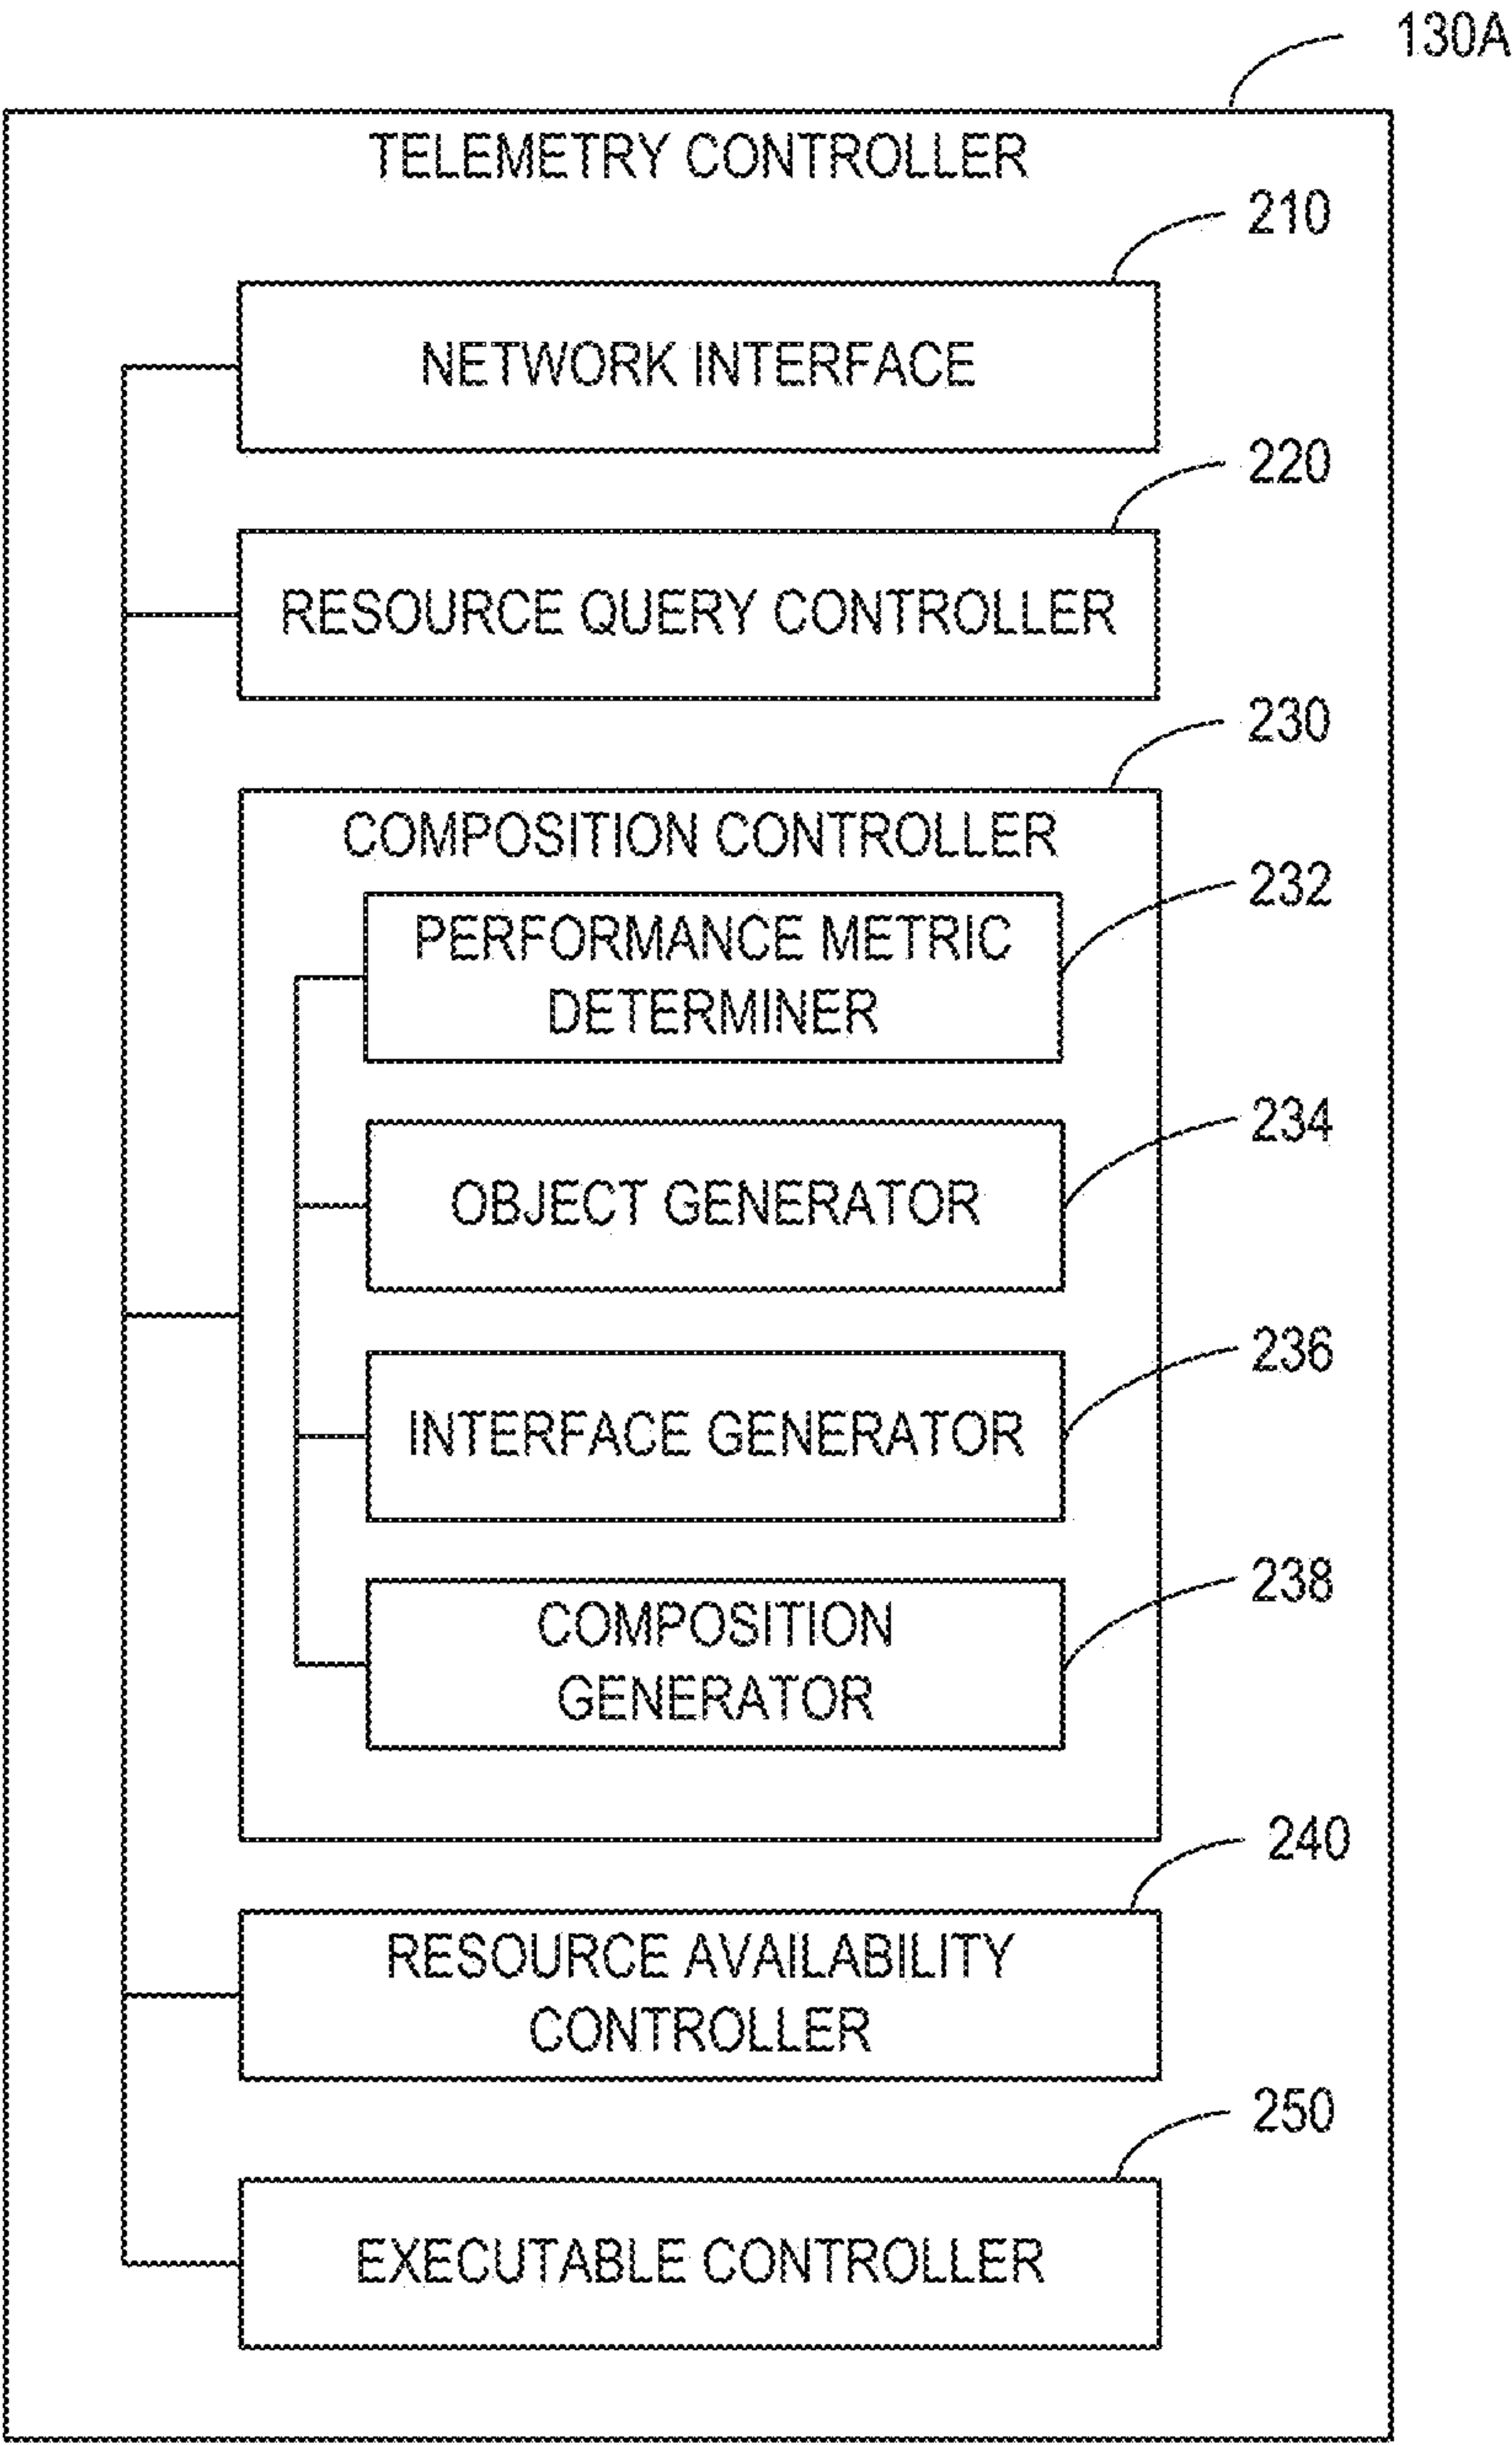 130A
TELEMETRY CONTROLLER
210
NETWORK INTERFACE
220
RESOURCE QUERY CONTROLLER
230
COMPOSITION CONTROLLER
232
PERFORMANCE METRIC
DETERMINER
234
OBJECT GENERATOR
236
INTERFACE GENERATOR
238
COMPOSITION
GENERATOR
240
RESOURCE AVAILABILITY
CONTROLLER
250
EXECUTABLE CONTROLLER